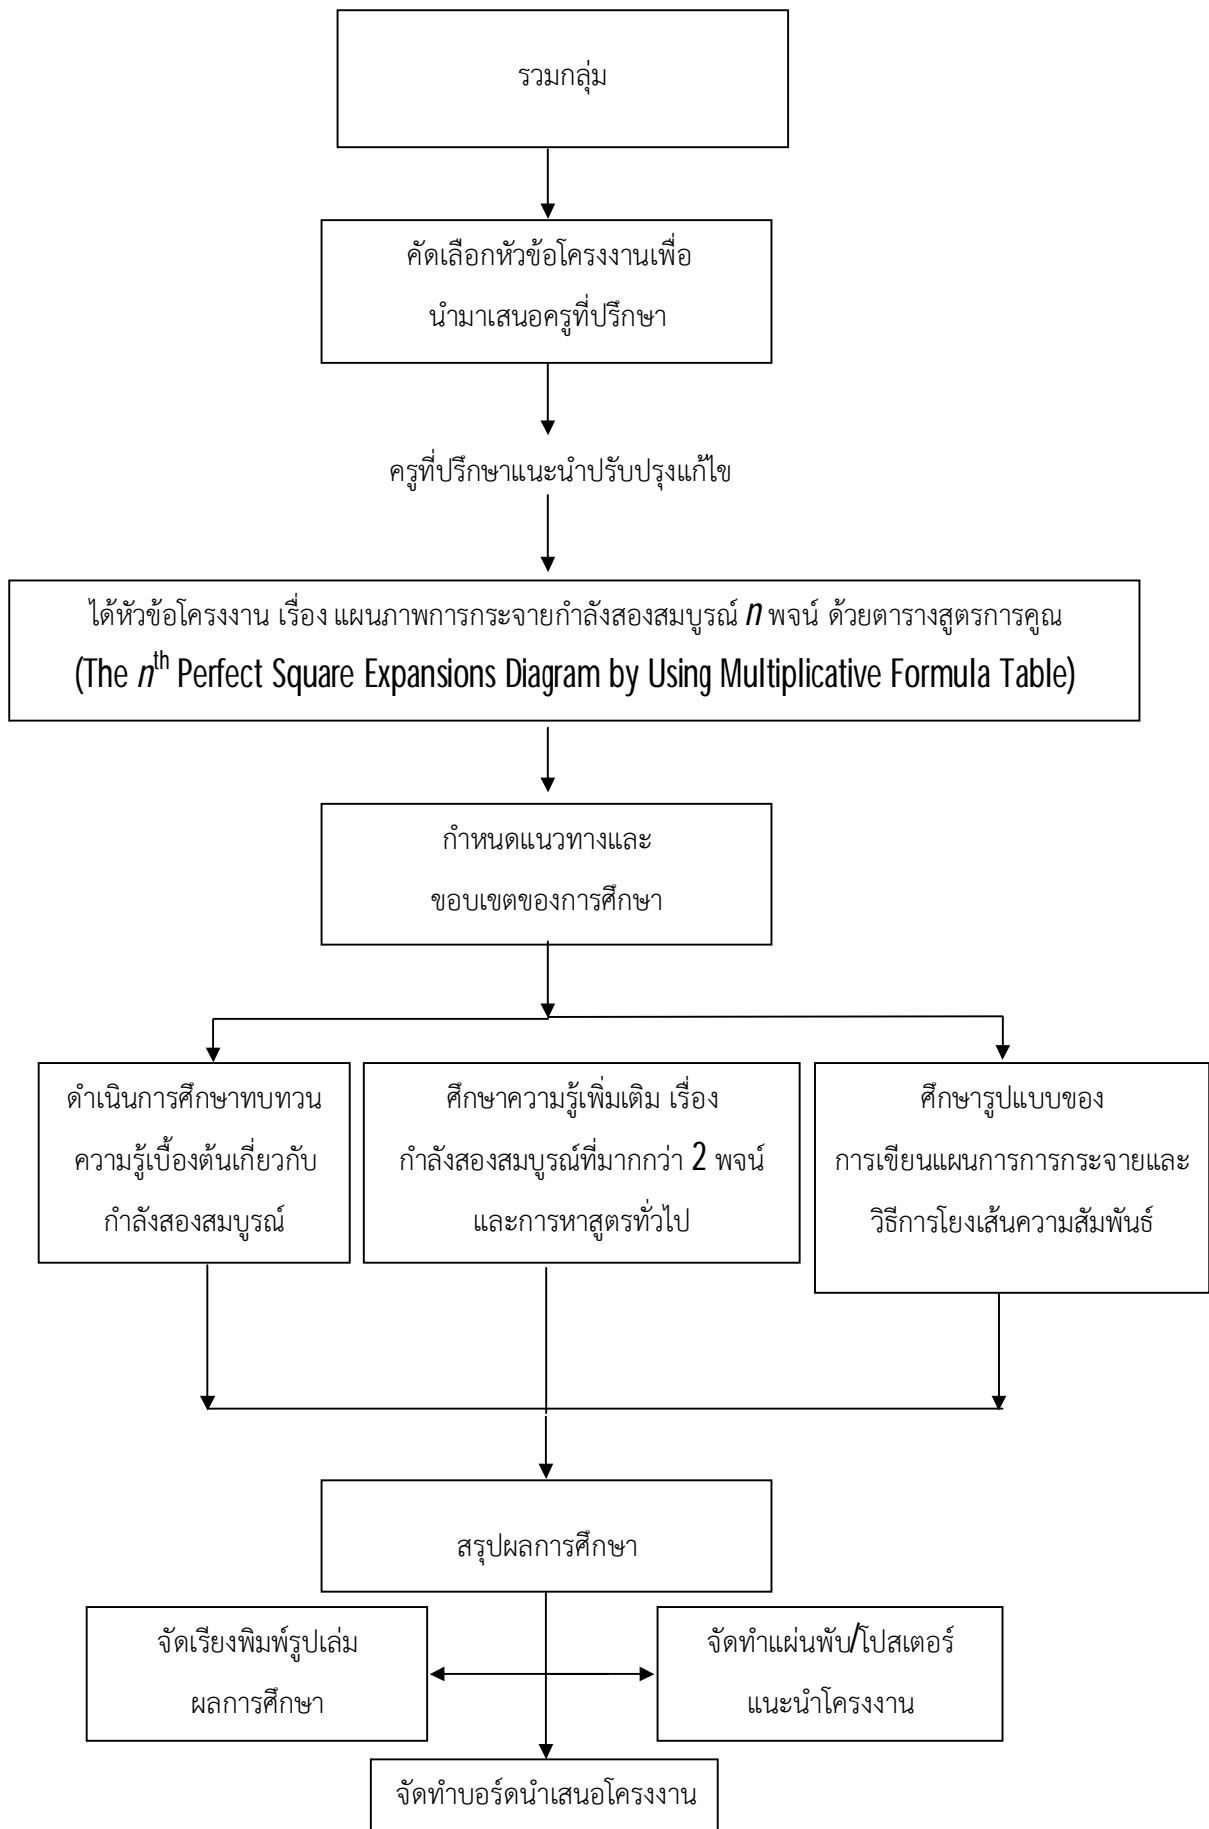 รวมกลุ่ม
คัดเลือกหัวข้อโครงงานเพื่อ
นำมาเสนอครูที่ปรึกษา
ครูที่ปรึกษาแนะนำปรับปรุงแก้ไข
ได้หัวข้อโครงงาน เรื่อง แผนภาพการกระจายกำลังสองสมบูรณ์ n พจน์ ด้วยตารางสูตรการคูณ
(The nth Perfect Square Expansions Diagram by Using Multiplicative Formula Table)
กำหนดแนวทางและ
ขอบเขตของการศึกษา
ดำเนินการศึกษาทบทวน
ความรู้เบื้องต้นเกี่ยวกับ
กำลังสองสมบูรณ์
ศึกษาความรู้เพิ่มเติม เรื่อง
กำลังสองสมบูรณ์ที่มากกว่า 2 พจน์
และการหาสูตรทั่วไป
ศึกษารูปแบบของ
การเขียนแผนการการกระจายและ
วิธีการโยงเส้นความสัมพันธ์
สรุปผลการศึกษา
จัดเรียงพิมพ์รูปเล่ม
ผลการศึกษา
จัดทำแผ่นพับ/โปสเตอร์
แนะนำโครงงาน
จัดทำบอร์ดนำเสนอโครงงาน